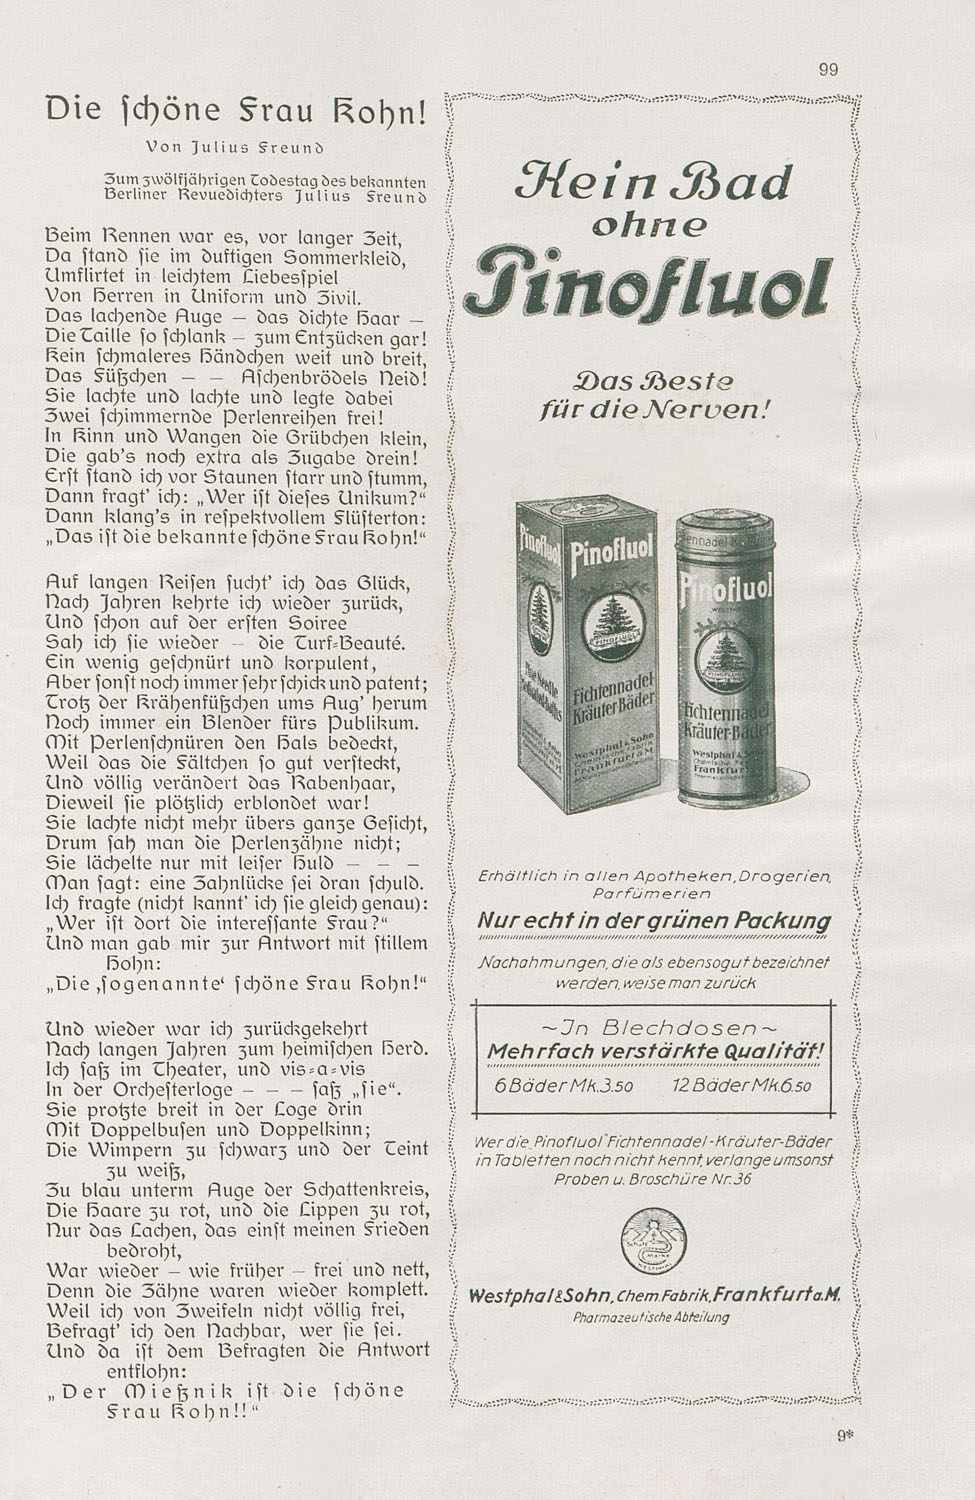 99
Die schöne Frau Kohn!
Von Julius Freund
Zum zwölfjährigen Todestag des bekannten
Berliner Revuedichters Julius Freund
Beim Rennen war es, vor langer Zeit,
Da stand sie im duftigen Sommerkleid,
Umflirtet in leichtem Liebesspiel
Von Herren in Uniform und Zivil.
Das lachende Auge — das dichte Haar —
Die Taille so schlank — zum Entzücken gar!
Kein schmaleres Händchen weit und breit,
Das Füßchen — — Aschenbrödels Neid!
Sie lachte und lachte und legte dabei
Zwei schimmernde Perlenreihen frei!
In Kinn und Wangen die Grübchen klein,
Die gab's noch extra als Zugabe drein!
Erst stand ich vor Staunen starr und stumm,
Dann fragt' ich: „Wer ist dieses Unikum?“
Dann klang's in respektvollem Flüsterton:
„Das ist die bekannte schöne Frau Kohn!“
Auf langen Reisen sucht' ich das Glück,
Nach Jahren kehrte ich wieder zurück,
Und schon auf der ersten Soiree
Sah ich sie wieder — die Turf-Beauté.
Ein wenig geschnürt und korpulent,
Aber sonst noch immer sehr schick und patent;
Trotz der Krähenfüßchen ums Aug' herum
Noch immer ein Blender fürs Publikum.
Mit Perlenschnüren den Hals bedeckt,
Weil das die Fältchen so gut versteckt,
Und völlig verändert das Rabenhaar,
Dieweil sie plötzlich erblondet war!
Sie lachte nicht mehr übers ganze Gesicht,
Drum sah man die Perlenzähne nicht;
Sie lächelte nur mit leiser Huld — — —
Man sagt: eine Zahnlücke sei dran schuld.
Ich fragte (nicht kannt' ich sie gleich genau):
„Wer ist dort die interessante Frau?“
Und man gab mir zur Antwort mit stillem
Hohn:
„Die ‚sogenannte‘ schöne Frau Kohn!“
Und wieder war ich zurückgekehrt
Nach langen Jahren zum heimischen Herd.
Ich saß im Theater, und vis-a-vis
In der Orchesterloge — — — saß „sie“.
Sie protzte breit in der Loge drin
Mit Doppelbusen und Doppelkinn;
Die Wimpern zu schwarz und der Teint
zu weiß,
Zu blau unterm Auge der Schattenkreis,
Die Haare zu rot, und die Lippen zu rot,
Nur das Lachen, das einst meinen Frieden
bedroht,
War wieder — wie früher — frei und nett,
Denn die Zähne waren wieder komplett.
Weil ich von Zweifeln nicht völlig frei,
Befragt' ich den Nachbar, wer sie sei.
Und da ist dem Befragten die Antwort
entflohn:
„Der Mießnik ist die schöne
Frau Kohn!!“
Kein Bad
ohne
Pinofluol
Das Beste
für die Nerven!
Pinofluol
Pinofluol
PINOFLUOL
Fichtennadel
Kräuter Bäder
Pine Needle
Westphal & Sohn
Chemische Fabrik
Frankfurt a M
Pinofluol
PINOFLUOL
Fichtennadel
Kräuter-Bäder
Westphal & Sohn
Frankfurt
Erhältlich in allen Apotheken, Drogerien,
Parfümerien
Nur echt in der grünen Packung
Nachahmungen, die als ebensogut bezeichnet
werden, weise man zurück
~In Blechdosen~
Mehrfach verstärkte Qualität!
6 Bäder Mk.3.50 12 Bäder Mk.6.50
Wer die „Pinofluol“ Fichtennadel-Kräuter-Bäder
in Tabletten noch nicht kennt, verlange umsonst
Proben u. Broschüre Nr.36
Westphal & Sohn, Chem. Fabrik, Frankfurt a. M.
Pharmazeutische Abteilung
9*